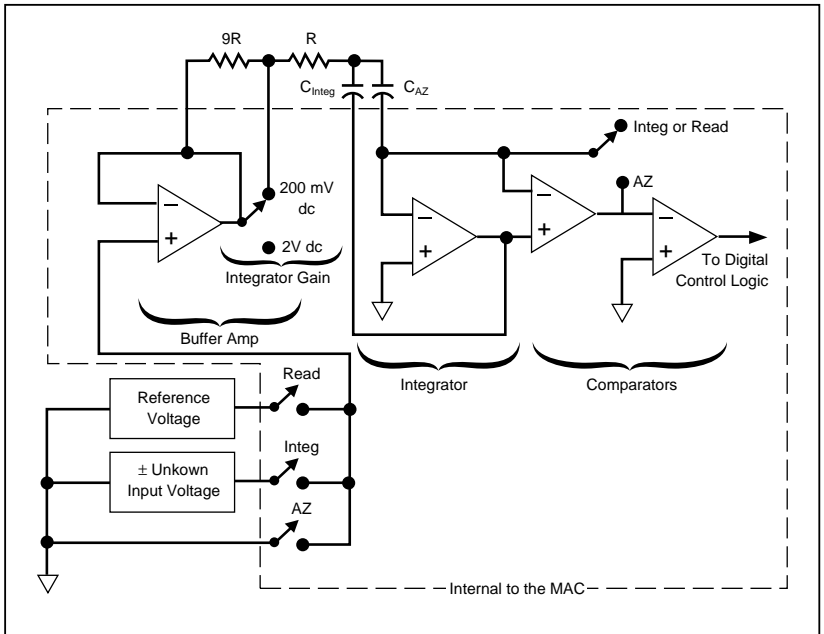 9R
R
C_Integ
C_AZ
Integ or Read
AZ
200 mV
dc
2V dc
Integrator Gain
To Digital
Control Logic
Buffer Amp
Integrator
Comparators
Read
Reference
Voltage
Integ
± Unkown
Input Voltage
AZ
Internal to the MAC
−
+
−
+
−
+
−
+